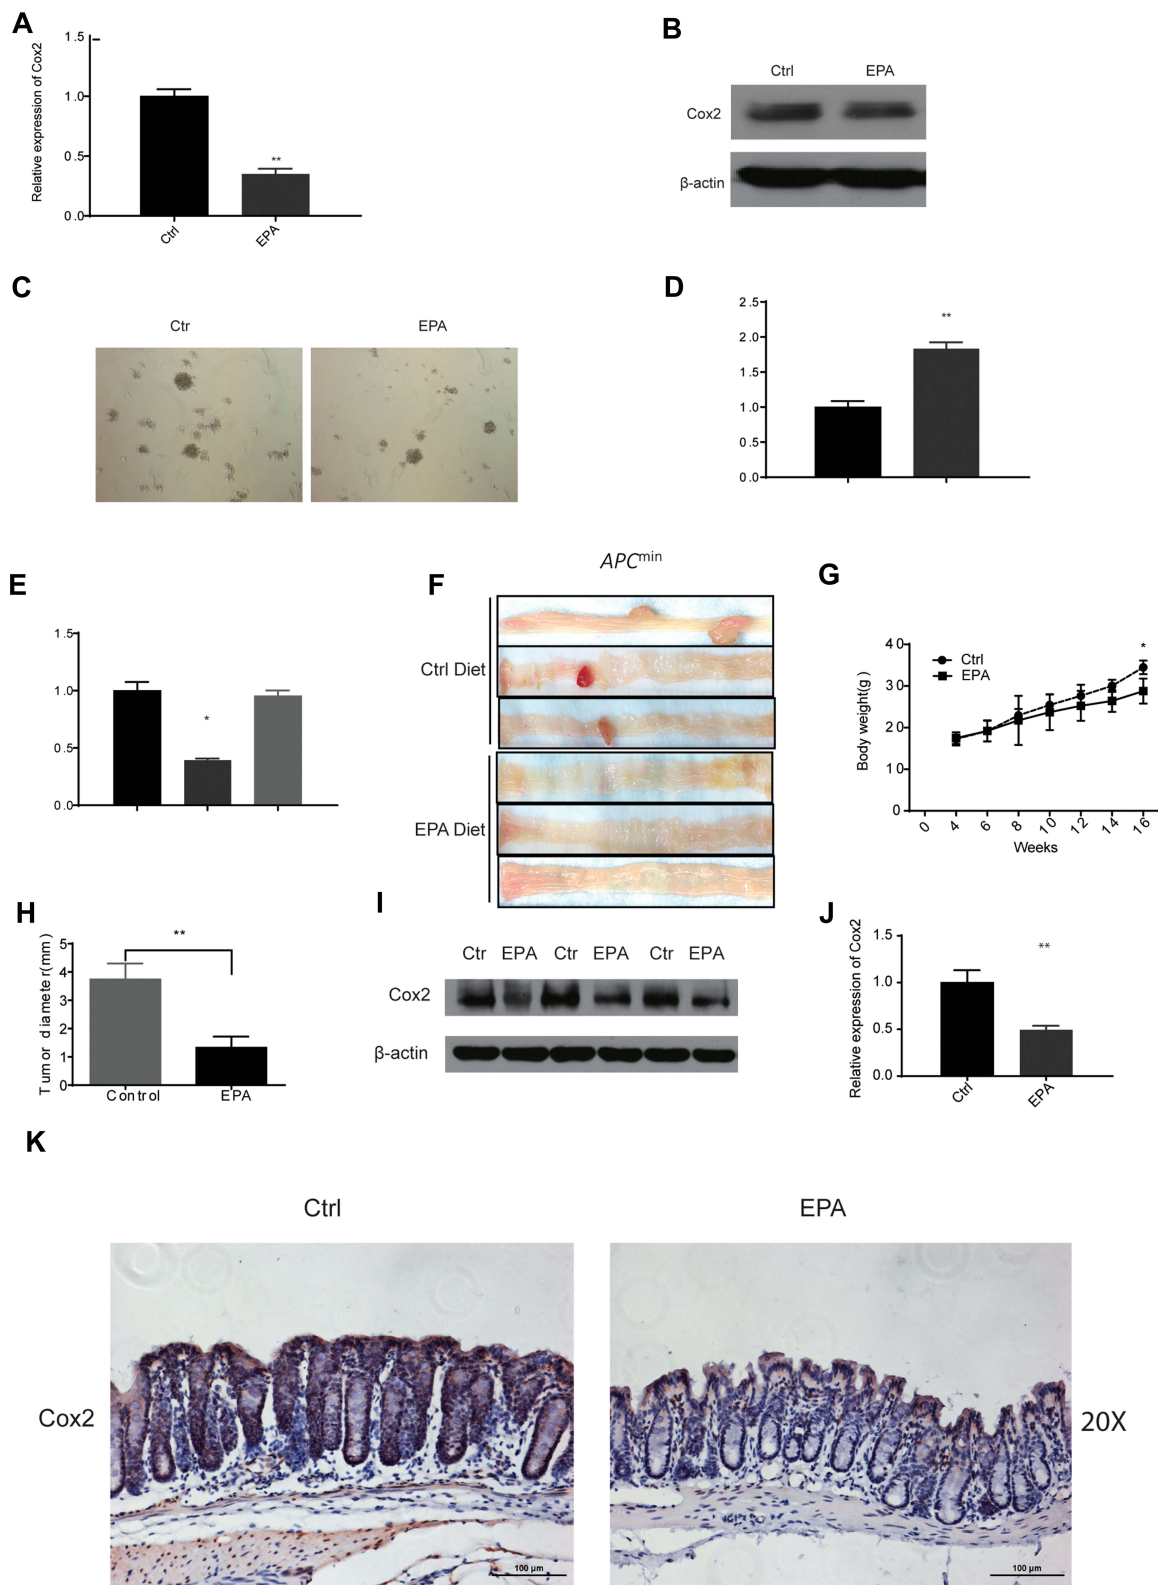 A
1.5
1.0
0.5
0.0
Relative expression of Cox2
**
Ctrl
EPA
B
Ctrl
EPA
Cox2
β-actin
C
Ctr
EPA
D
2.5
2.0
1.5
1.0
0.5
0.0
**
E
1.5
1.0
0.5
0.0
*
F
APCmin
Ctrl Diet
EPA Diet
G
40
30
20
10
0
Body weight(g)
Ctrl
EPA
*
0
4
6
8
10
12
14
16
Weeks
H
5
4
3
2
1
0
Tumor diameter(mm)
**
Control
EPA
I
Ctr
EPA
Ctr
EPA
Ctr
EPA
Cox2
β-actin
J
1.5
1.0
0.5
0.0
Relative expression of Cox2
**
Ctrl
EPA
K
Ctrl
EPA
Cox2
20X
100 μm
100 μm